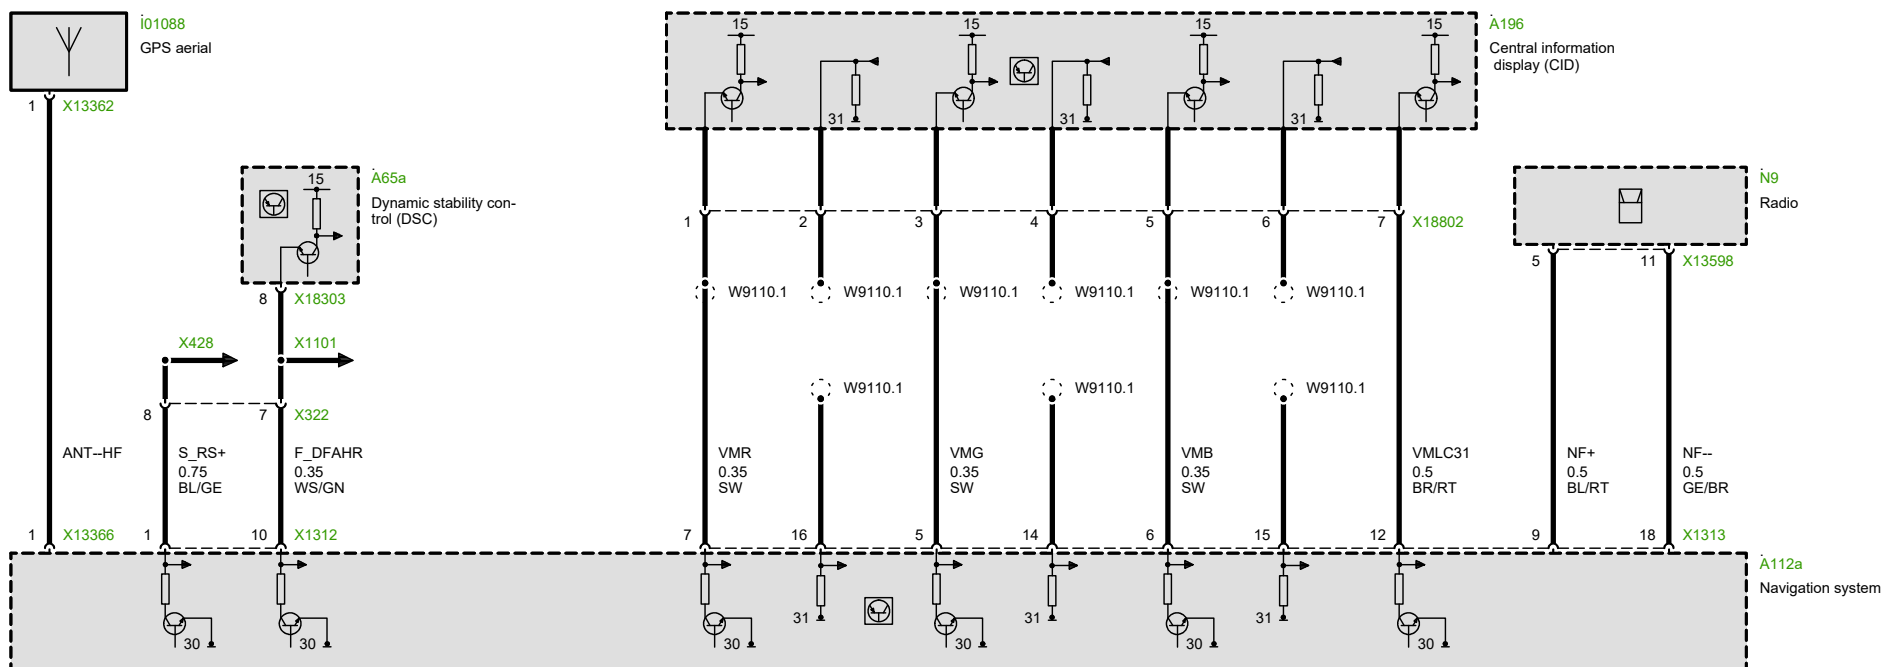 I01088
GPS aerial
15
15
15
15
A196
Central information
display (CID)
31
31
31
1 X13362
15
A65a
Dynamic stability con-
trol (DSC)
N9
Radio
1
2
3
4
5
6
7 X18802
5
11 X13598
8 X18303
W9110.1
W9110.1
W9110.1
W9110.1
W9110.1
W9110.1
X428
X1101
W9110.1
W9110.1
W9110.1
8
7 X322
ANT--HF
S_RS+
0.75
BL/GE
F_DFAHR
0.35
WS/GN
VMR
0.35
SW
VMG
0.35
SW
VMB
0.35
SW
VMLC31
0.5
BR/RT
NF+
0.5
BL/RT
NF--
0.5
GE/BR
1 X13366
1
10 X1312
7
16
5
14
6
15
12
9
18 X1313
A112a
Navigation system
30
30
30
31
30
31
30
31
30